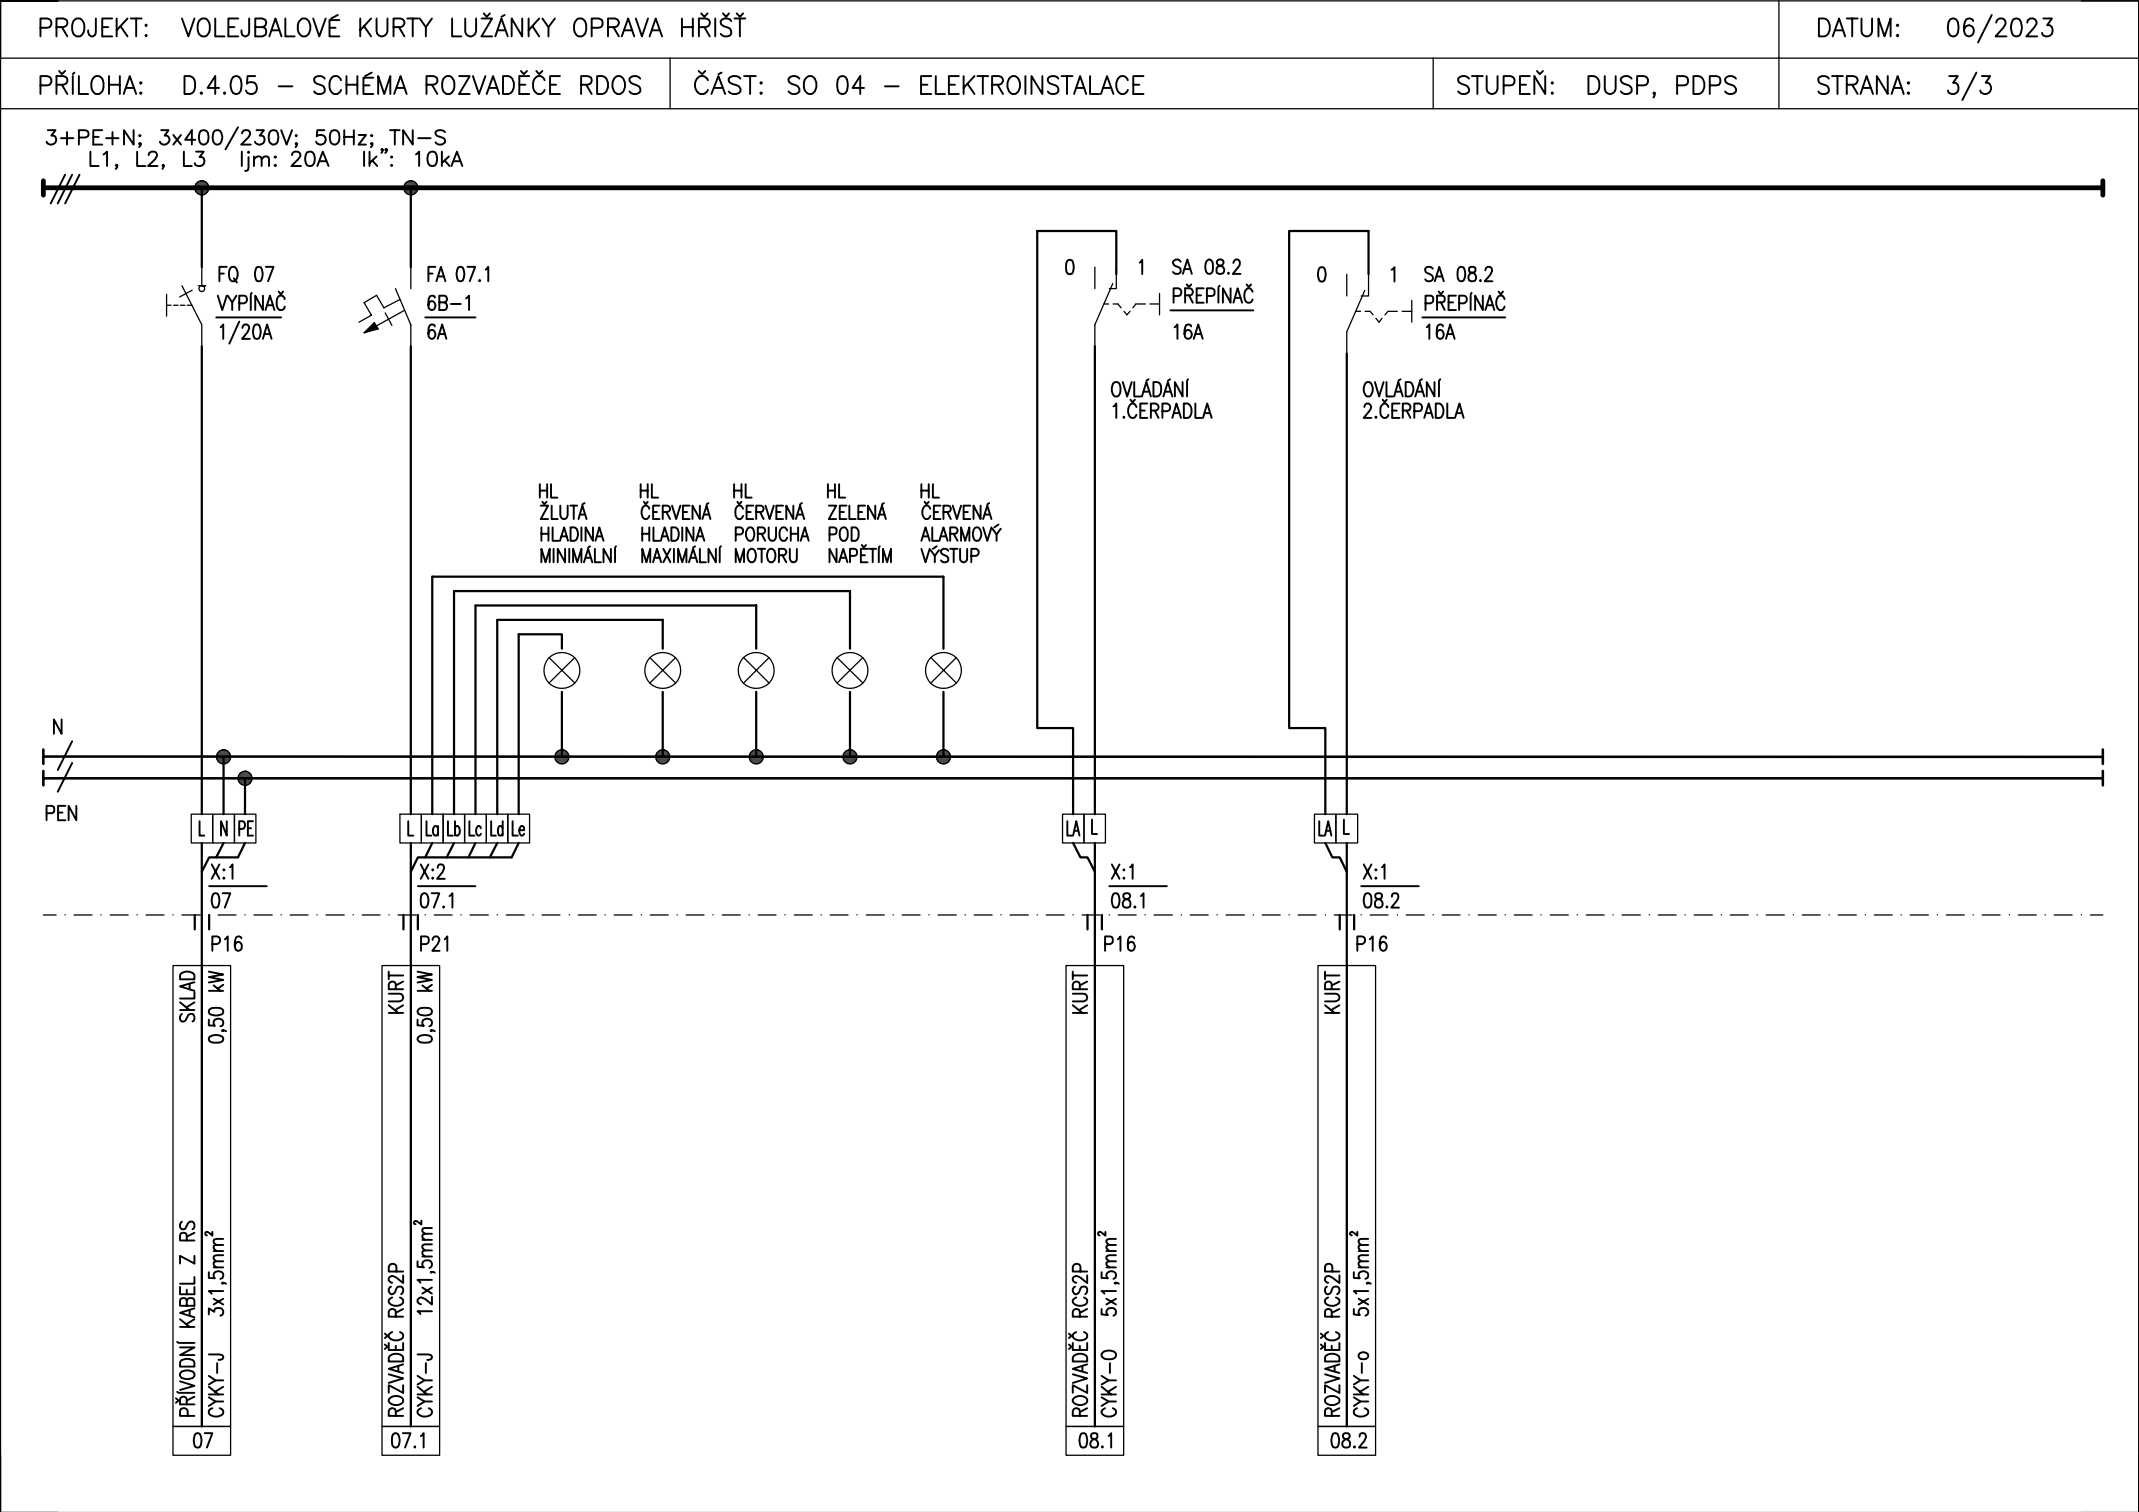 PROJEKT: VOLEJBALOVÉ KURTY LUŽÁNKY OPRAVA HŘIŠŤ
DATUM: 06/2023
PŘÍLOHA: D.4.05 – SCHÉMA ROZVADĚČE RDOS
ČÁST: SO 04 – ELEKTROINSTALACE
STUPEŇ: DUSP, PDPS
STRANA: 3/3
3+PE+N; 3x400/230V; 50Hz; TN–S
L1, L2, L3 Ijm: 20A Ik”: 10kA
FQ 07
VYPÍNAČ
1/20A
FA 07.1
6B–1
6A
0 1 SA 08.2
PŘEPÍNAČ
16A
OVLÁDÁNÍ
1.ČERPADLA
0 1 SA 08.2
PŘEPÍNAČ
16A
OVLÁDÁNÍ
2.ČERPADLA
HL
ŽLUTÁ
HLADINA
MINIMÁLNÍ
HL
ČERVENÁ
HLADINA
MAXIMÁLNÍ
HL
ČERVENÁ
PORUCHA
MOTORU
HL
ZELENÁ
POD
NAPĚTÍM
HL
ČERVENÁ
ALARMOVÝ
VÝSTUP
N
PEN
L N PE
L La Lb Lc Ld Le
LA L
LA L
X:1
07
X:2
07.1
X:1
08.1
X:1
08.2
P16
P21
P16
P16
PŘÍVODNÍ KABEL Z RS SKLAD
CYKY–J 3x1,5mm² 0,50 kW
07
ROZVADĚČ RCS2P KURT
CYKY–J 12x1,5mm² 0,50 kW
07.1
ROZVADĚČ RCS2P KURT
CYKY–O 5x1,5mm²
08.1
ROZVADĚČ RCS2P KURT
CYKY–o 5x1,5mm²
08.2